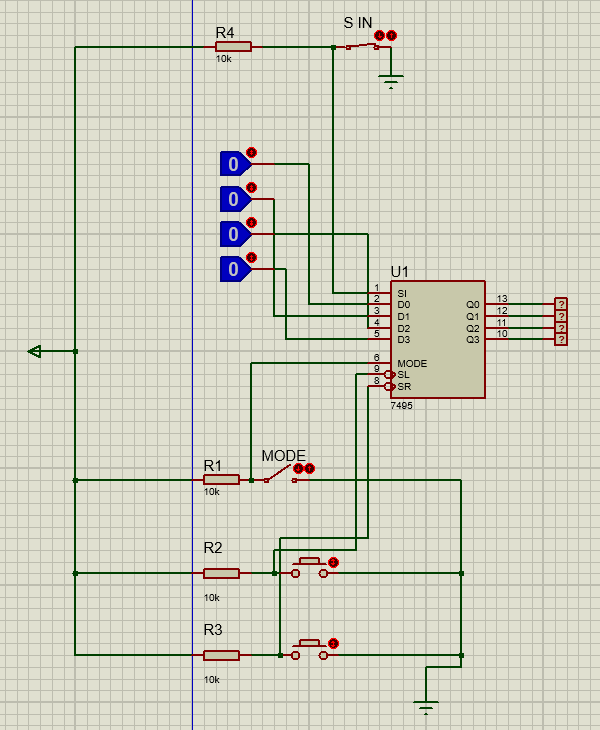 S IN
R4
10k
0
0
0
0
U1
1 SI
2 D0 Q0 13 ?
3 D1 Q1 12 ?
4 D2 Q2 11 ?
5 D3 Q3 10 ?
6 MODE
9 SL
8 SR
7495
R1 MODE
10k
R2
10k
R3
10k